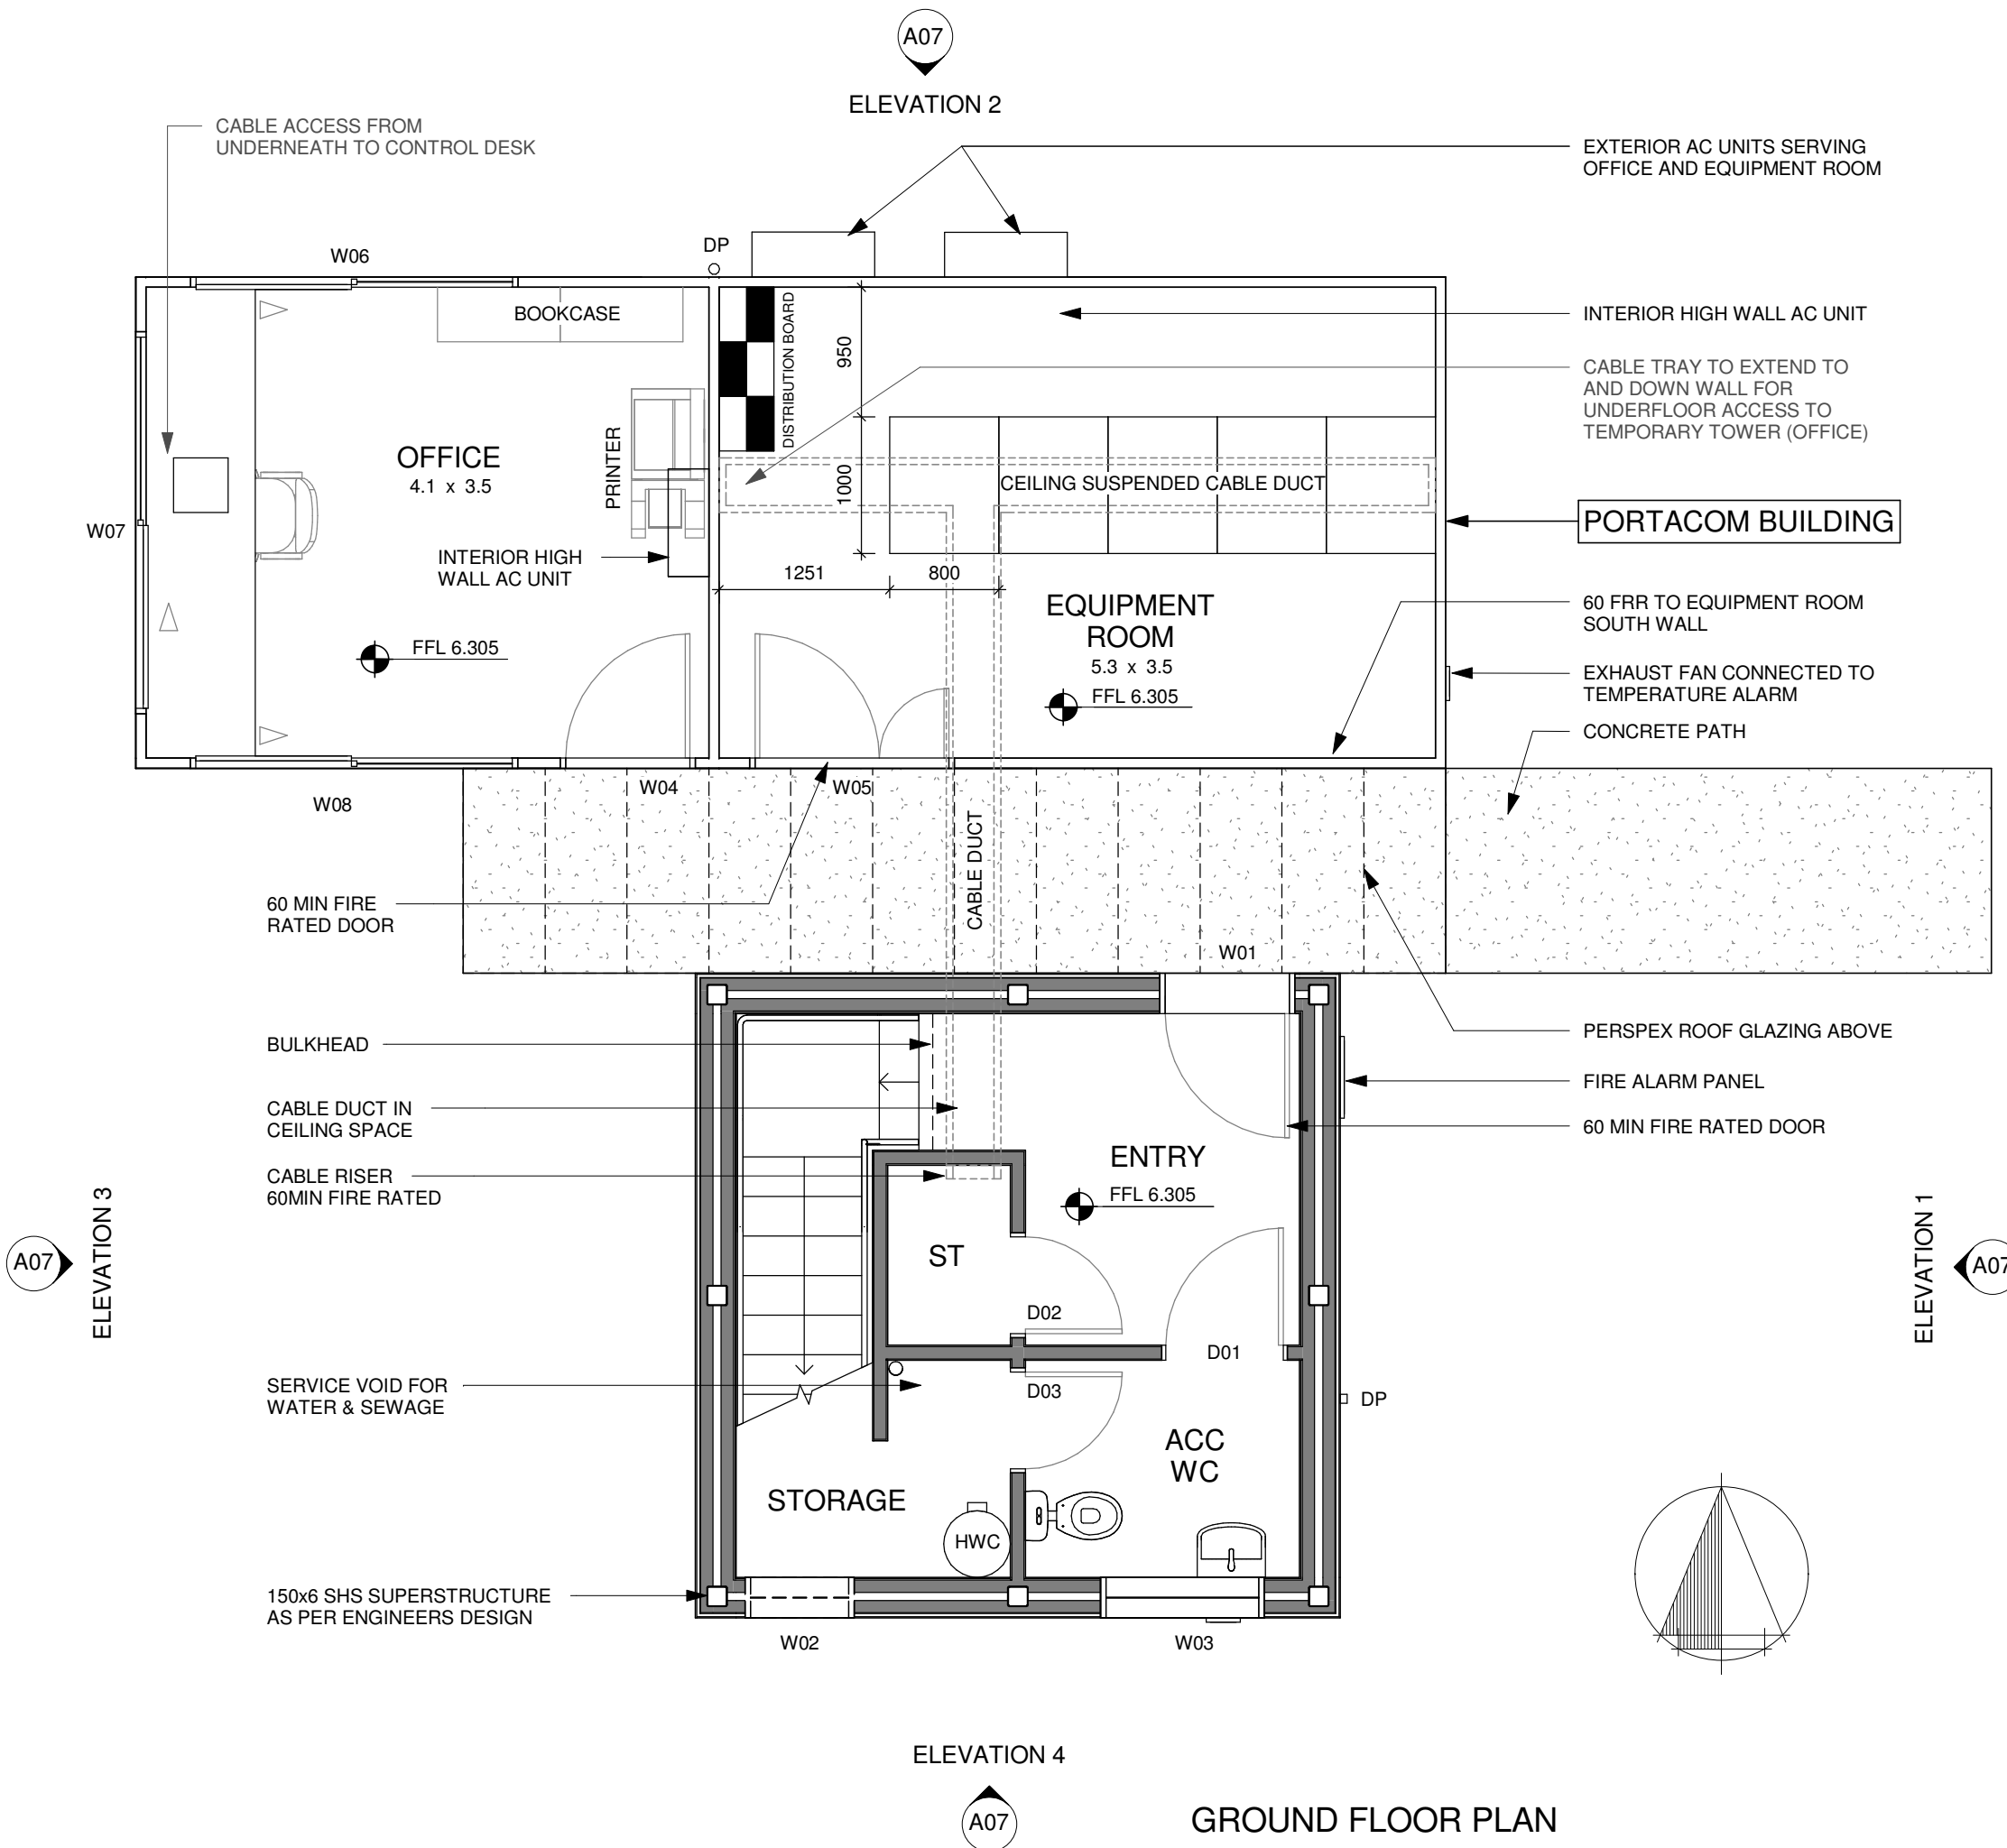 A07
ELEVATION 2
CABLE ACCESS FROM
UNDERNEATH TO CONTROL DESK
EXTERIOR AC UNITS SERVING
OFFICE AND EQUIPMENT ROOM
W06
DP
BOOKCASE
DISTRIBUTION BOARD
950
INTERIOR HIGH WALL AC UNIT
CABLE TRAY TO EXTEND TO
AND DOWN WALL FOR
UNDERFLOOR ACCESS TO
TEMPORARY TOWER (OFFICE)
OFFICE
4.1 x 3.5
PRINTER
1000
CEILING SUSPENDED CABLE DUCT
PORTACOM BUILDING
W07
INTERIOR HIGH
WALL AC UNIT
1251
800
EQUIPMENT
ROOM
5.3 x 3.5
FFL 6.305
FFL 6.305
60 FRR TO EQUIPMENT ROOM
SOUTH WALL
EXHAUST FAN CONNECTED TO
TEMPERATURE ALARM
CONCRETE PATH
W08
W04
W05
CABLE DUCT
60 MIN FIRE
RATED DOOR
W01
BULKHEAD
PERSPEX ROOF GLAZING ABOVE
CABLE DUCT IN
CEILING SPACE
FIRE ALARM PANEL
60 MIN FIRE RATED DOOR
CABLE RISER
60MIN FIRE RATED
ENTRY
FFL 6.305
A07
ELEVATION 3
ST
ELEVATION 1
A07
D02
D01
SERVICE VOID FOR
WATER & SEWAGE
D03
DP
ACC
WC
STORAGE
HWC
150x6 SHS SUPERSTRUCTURE
AS PER ENGINEERS DESIGN
W02
W03
ELEVATION 4
A07
GROUND FLOOR PLAN